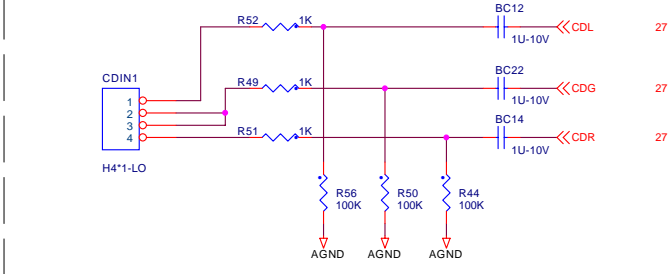 BC12
R52 1K
CDL 27
1U-10V
CDIN1
BC22
R49 1K
1
CDG 27
2
1U-10V
3
BC14
R51 1K
4
CDR 27
1U-10V
H4*1-LO
R56 R50 R44
100K 100K 100K
AGND AGND AGND